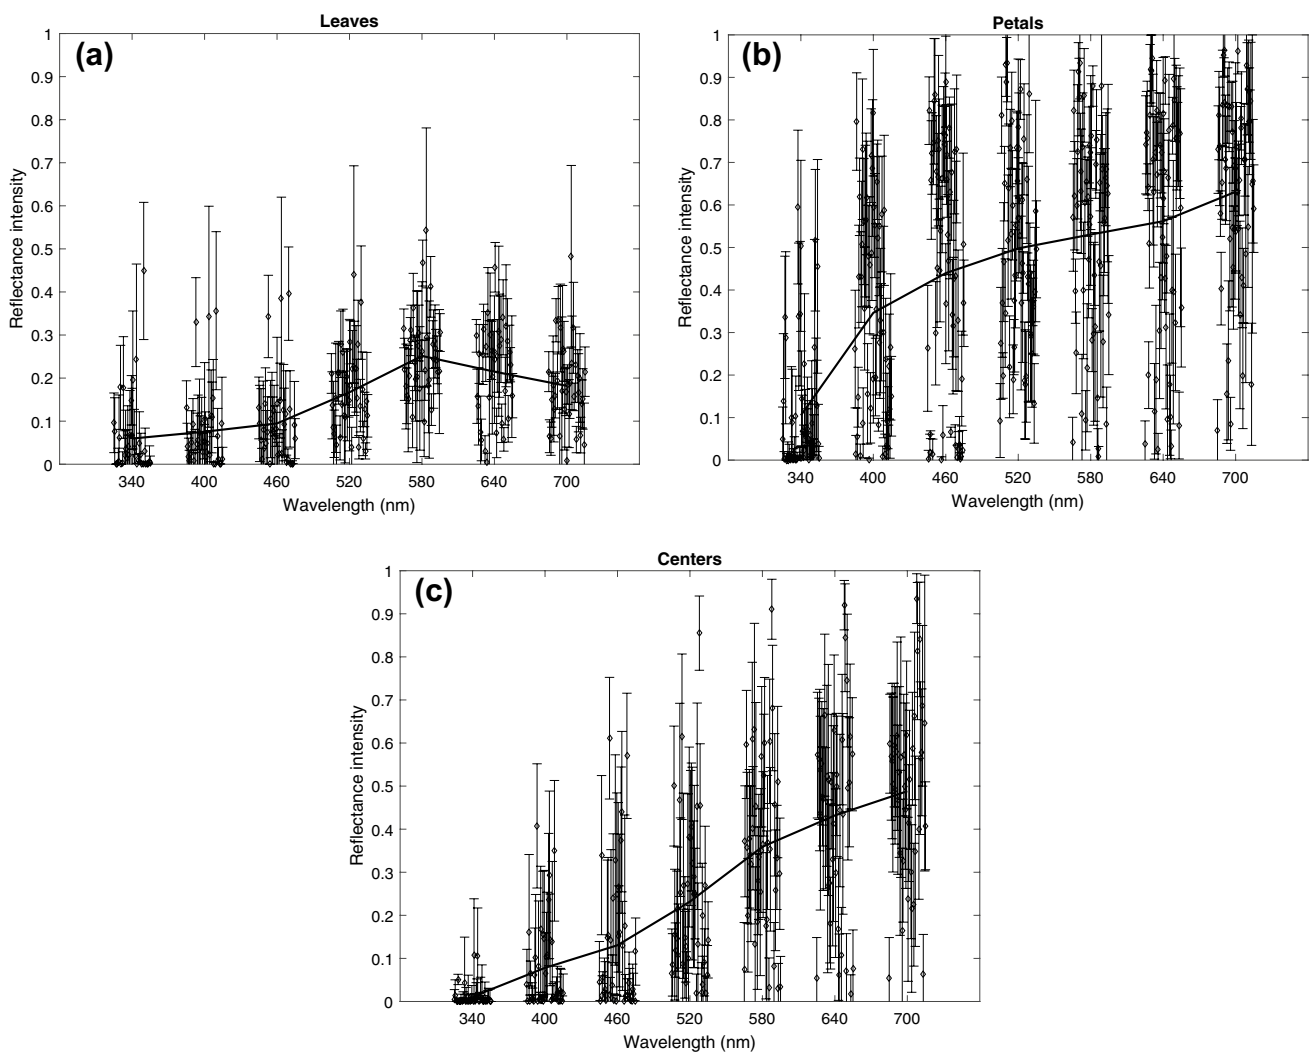 Leaves
(a)
1
0.9
0.8
0.7
0.6
0.5
0.4
0.3
0.2
0.1
0
Reflectance intensity
340 400 460 520 580 640 700
Wavelength (nm)
Petals
(b)
1
0.9
0.8
0.7
0.6
0.5
0.4
0.3
0.2
0.1
0
Reflectance intensity
340 400 460 520 580 640 700
Wavelength (nm)
Centers
(c)
1
0.9
0.8
0.7
0.6
0.5
0.4
0.3
0.2
0.1
0
Reflectance intensity
340 400 460 520 580 640 700
Wavelength (nm)